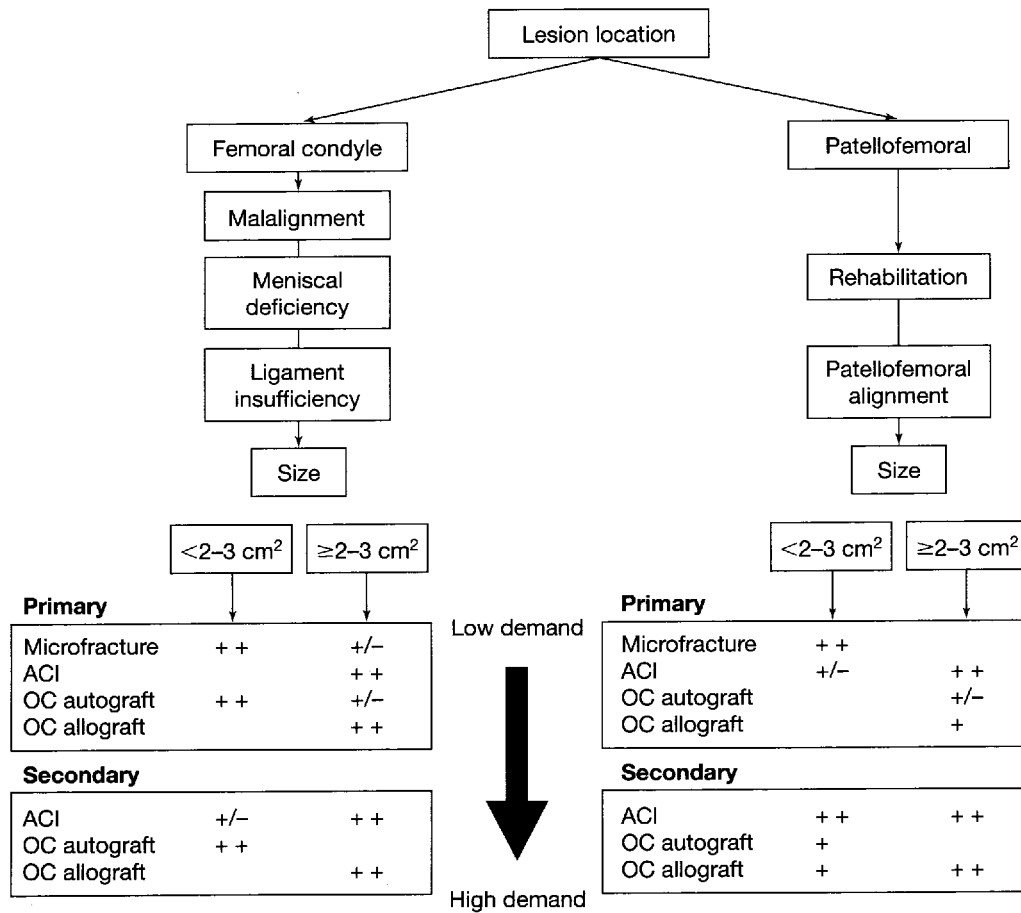 Lesion location
Femoral condyle
Malalignment
Meniscal
deficiency
Ligament
insufficiency
Size
<2–3 cm²
≥2–3 cm²
Primary
Microfracture + + +/–
ACI + +
OC autograft + + +/–
OC allograft + +
Secondary
ACI +/– + +
OC autograft + +
OC allograft + +
Low demand
High demand
Patellofemoral
Rehabilitation
Patellofemoral
alignment
Size
<2–3 cm²
≥2–3 cm²
Primary
Microfracture + +
ACI +/– + +
OC autograft +/–
OC allograft +
Secondary
ACI + + + +
OC autograft +
OC allograft + + +